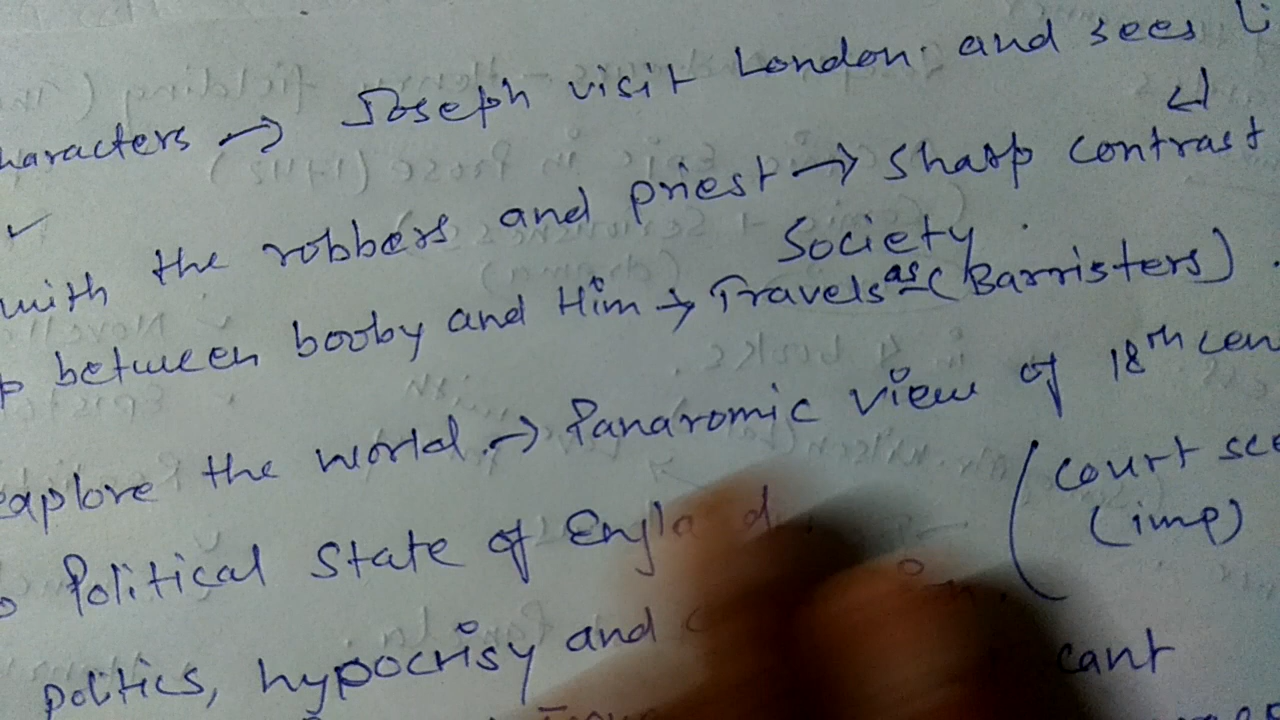 haracters → Joseph visit London. and sees
with the robbers and priest → sharp contrast
Society.
between booby and Him → Travels as (Barristers).
explore the world. → Panaromic view of 18th cen
Political State of Engla d
(court sce
(imp)
politics, hypocrisy and
cant